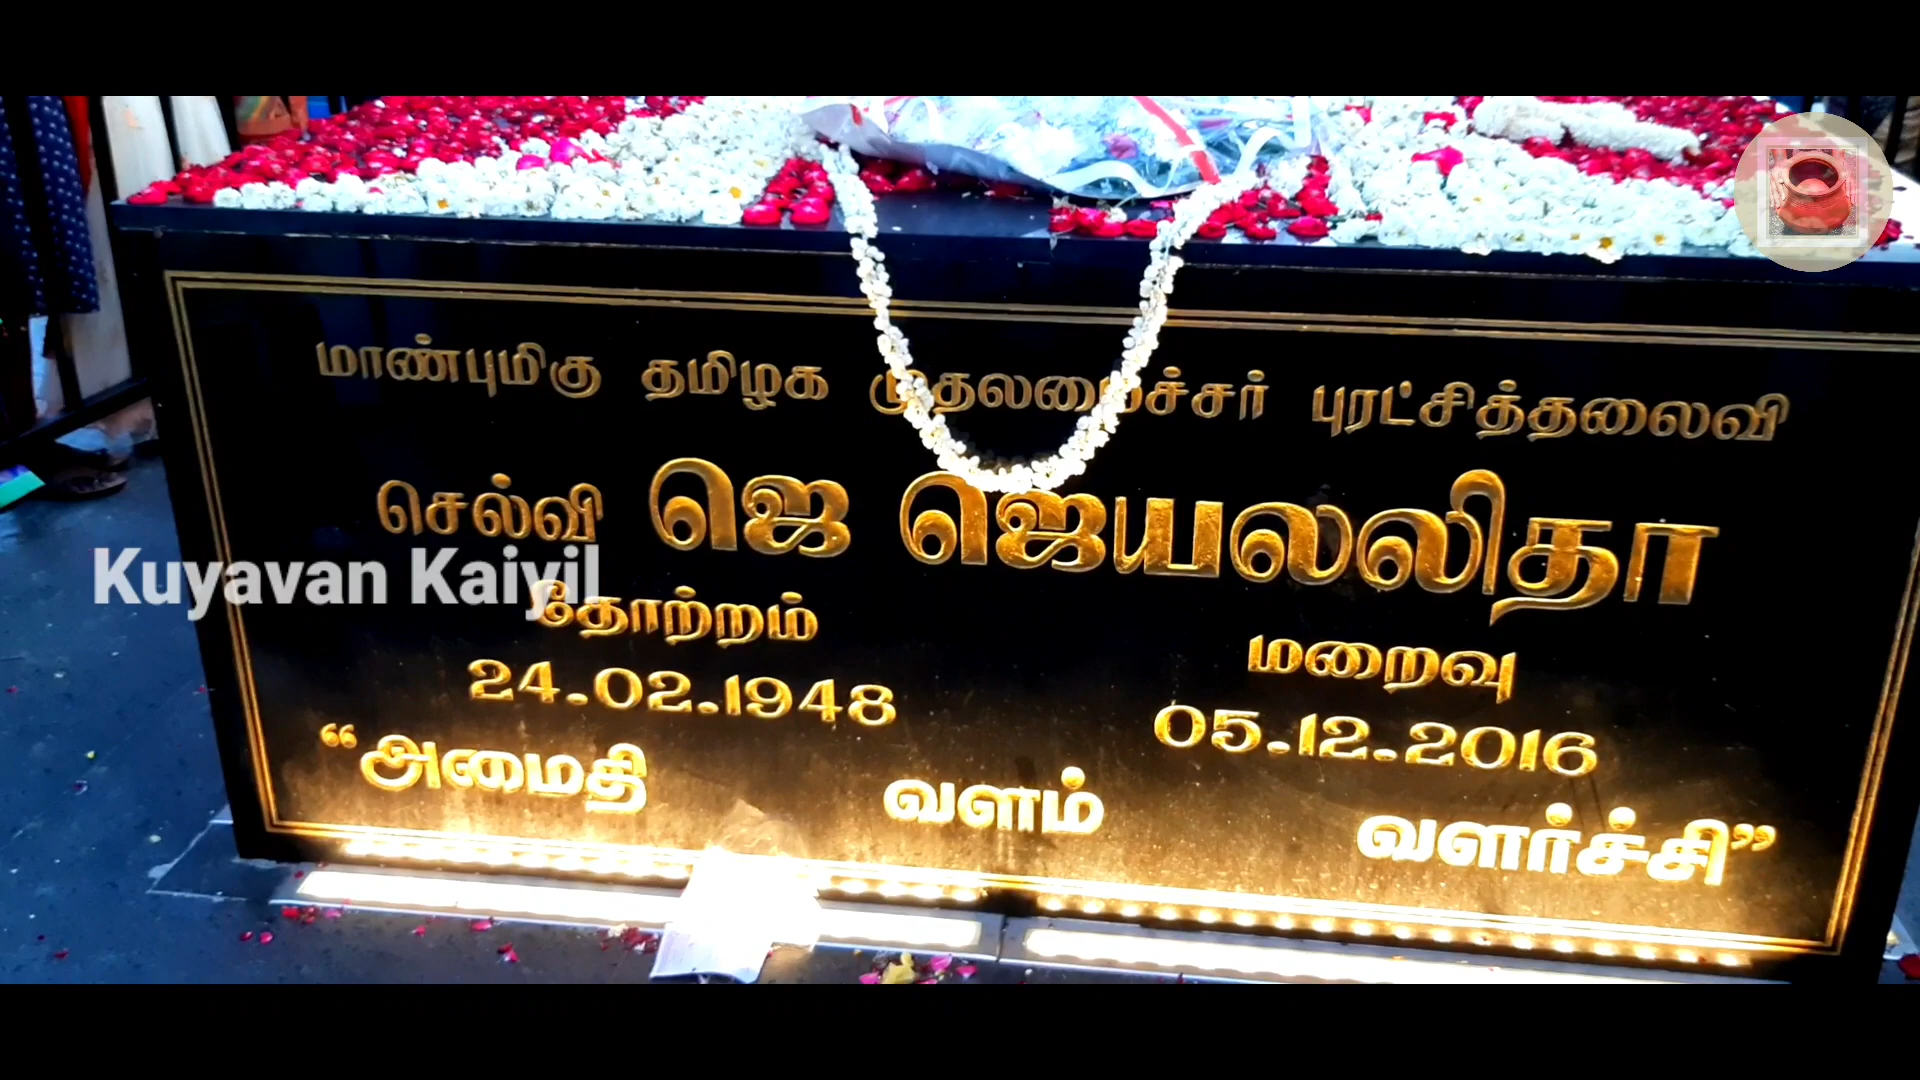 மாண்புமிகு தமிழக முதலமைச்சர் புரட்சித்தலைவி
செல்வி ஜெ ஜெயலலிதா
Kuyavan Kaiyil
தோற்றம் மறைவு
24.02.1948 05.12.2016
“அமைதி வளம் வளர்ச்சி”